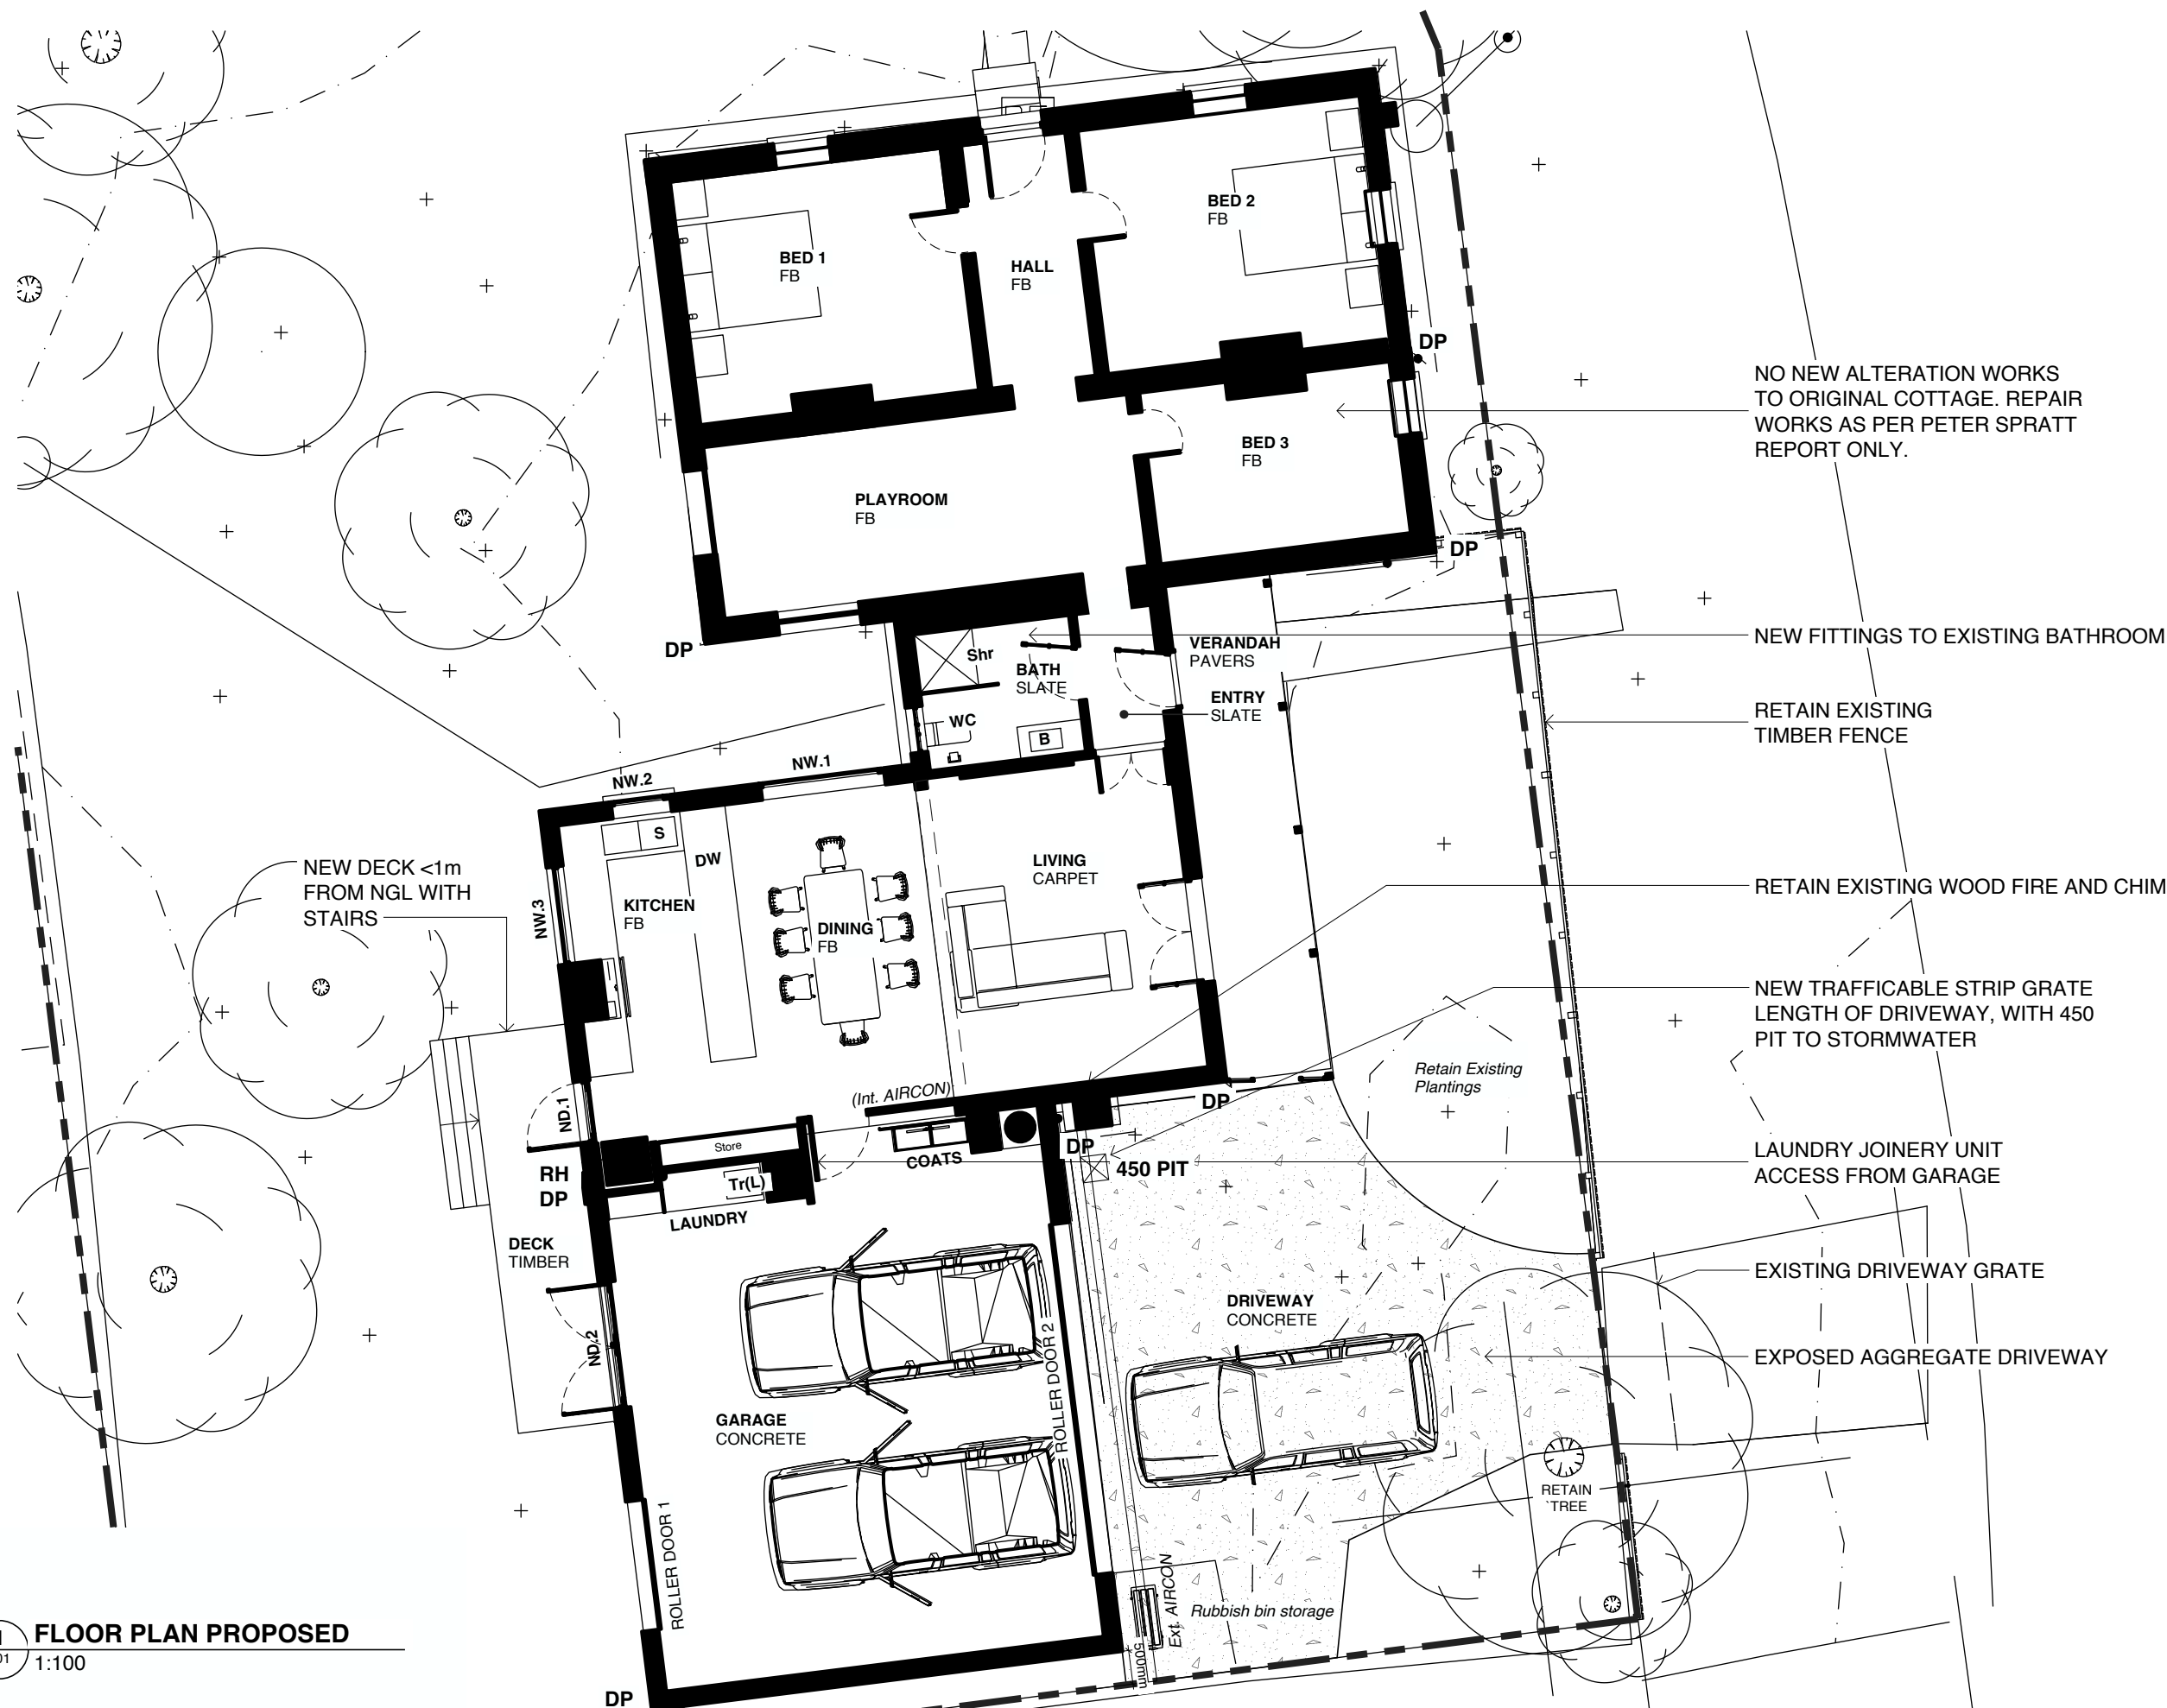 BED 1
FB
HALL
FB
BED 2
FB
DP
NO NEW ALTERATION WORKS
TO ORIGINAL COTTAGE. REPAIR
WORKS AS PER PETER SPRATT
REPORT ONLY.
BED 3
FB
PLAYROOM
FB
DP
DP
NEW FITTINGS TO EXISTING BATHROOM
Shr
BATH
SLATE
VERANDAH
PAVERS
ENTRY
SLATE
WC
B
RETAIN EXISTING
TIMBER FENCE
NW.1
NW.2
NW.3
S
DW
NEW DECK <1m
FROM NGL WITH
STAIRS
KITCHEN
FB
DINING
FB
LIVING
CARPET
RETAIN EXISTING WOOD FIRE AND CHIM
NEW TRAFFICABLE STRIP GRATE
LENGTH OF DRIVEWAY, WITH 450
PIT TO STORMWATER
Retain Existing
Plantings
(Int. AIRCON)
DP
ND.1
Store
COATS
DP
450 PIT
LAUNDRY JOINERY UNIT
ACCESS FROM GARAGE
RH
DP
Tr(L)
LAUNDRY
DECK
TIMBER
EXISTING DRIVEWAY GRATE
DRIVEWAY
CONCRETE
ND.2
ROLLER DOOR 2
EXPOSED AGGREGATE DRIVEWAY
GARAGE
CONCRETE
RETAIN
TREE
ROLLER DOOR 1
Ext. AIRCON
Rubbish bin storage
500mm
FLOOR PLAN PROPOSED
1:100
DP